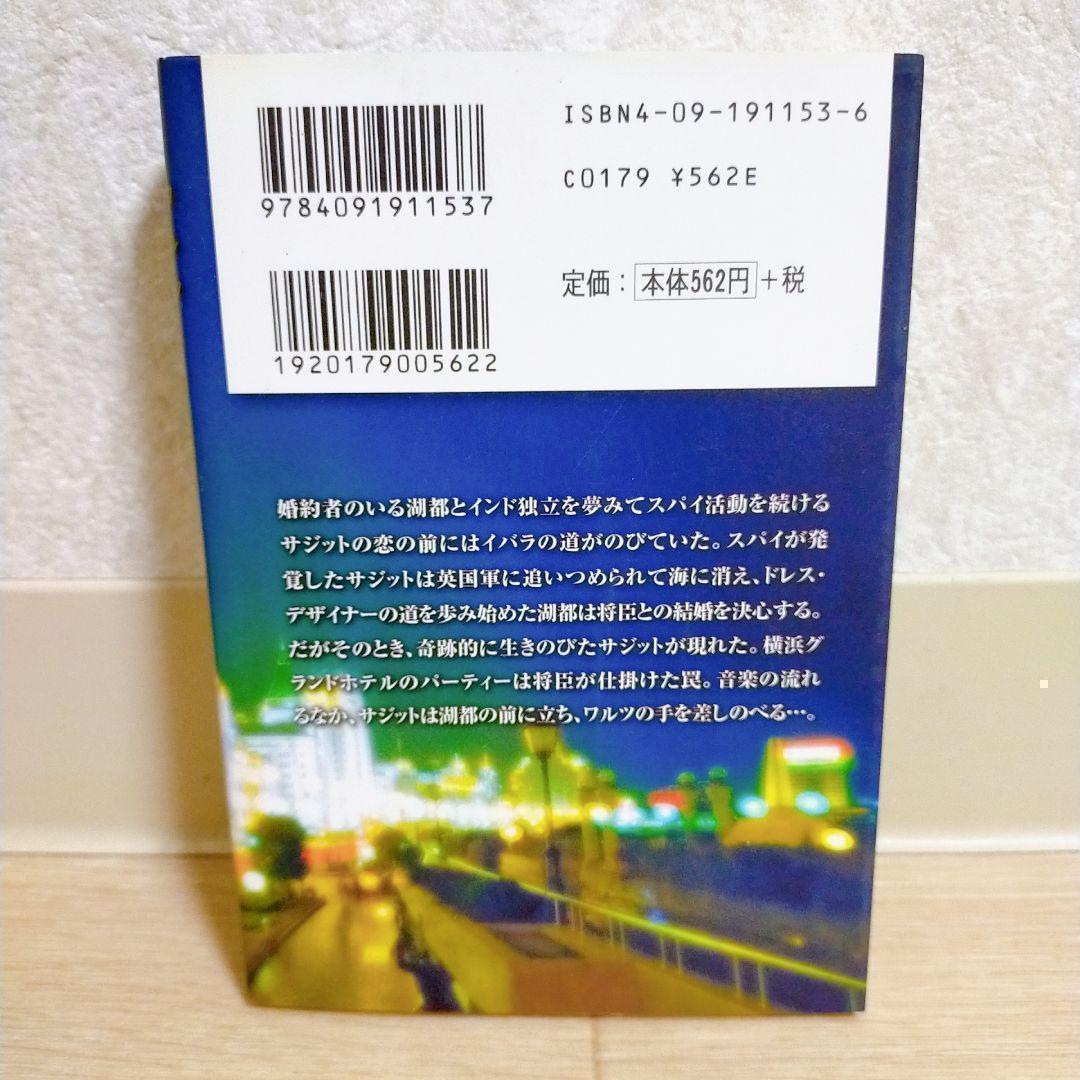 ISBN4-09-191153-6
9784091911537
C0179 ¥562E
定価：本体562円+税
1920179005622
婚約者のいる湖都とインド独立を夢みてスパイ活動を続ける
サジットの恋の前にはイバラの道がのびていた。スパイが発
覚したサジットは英国軍に追いつめられて海に消え、ドレス・
デザイナーの道を歩み始めた湖都は将臣との結婚を決心する。
だがそのとき、奇跡的に生きのびたサジットが現れた。横浜グ
ランドホテルのパーティーは将臣が仕掛けた罠。音楽の流れ
るなか、サジットは湖都の前に立ち、ワルツの手を差しのべる…。